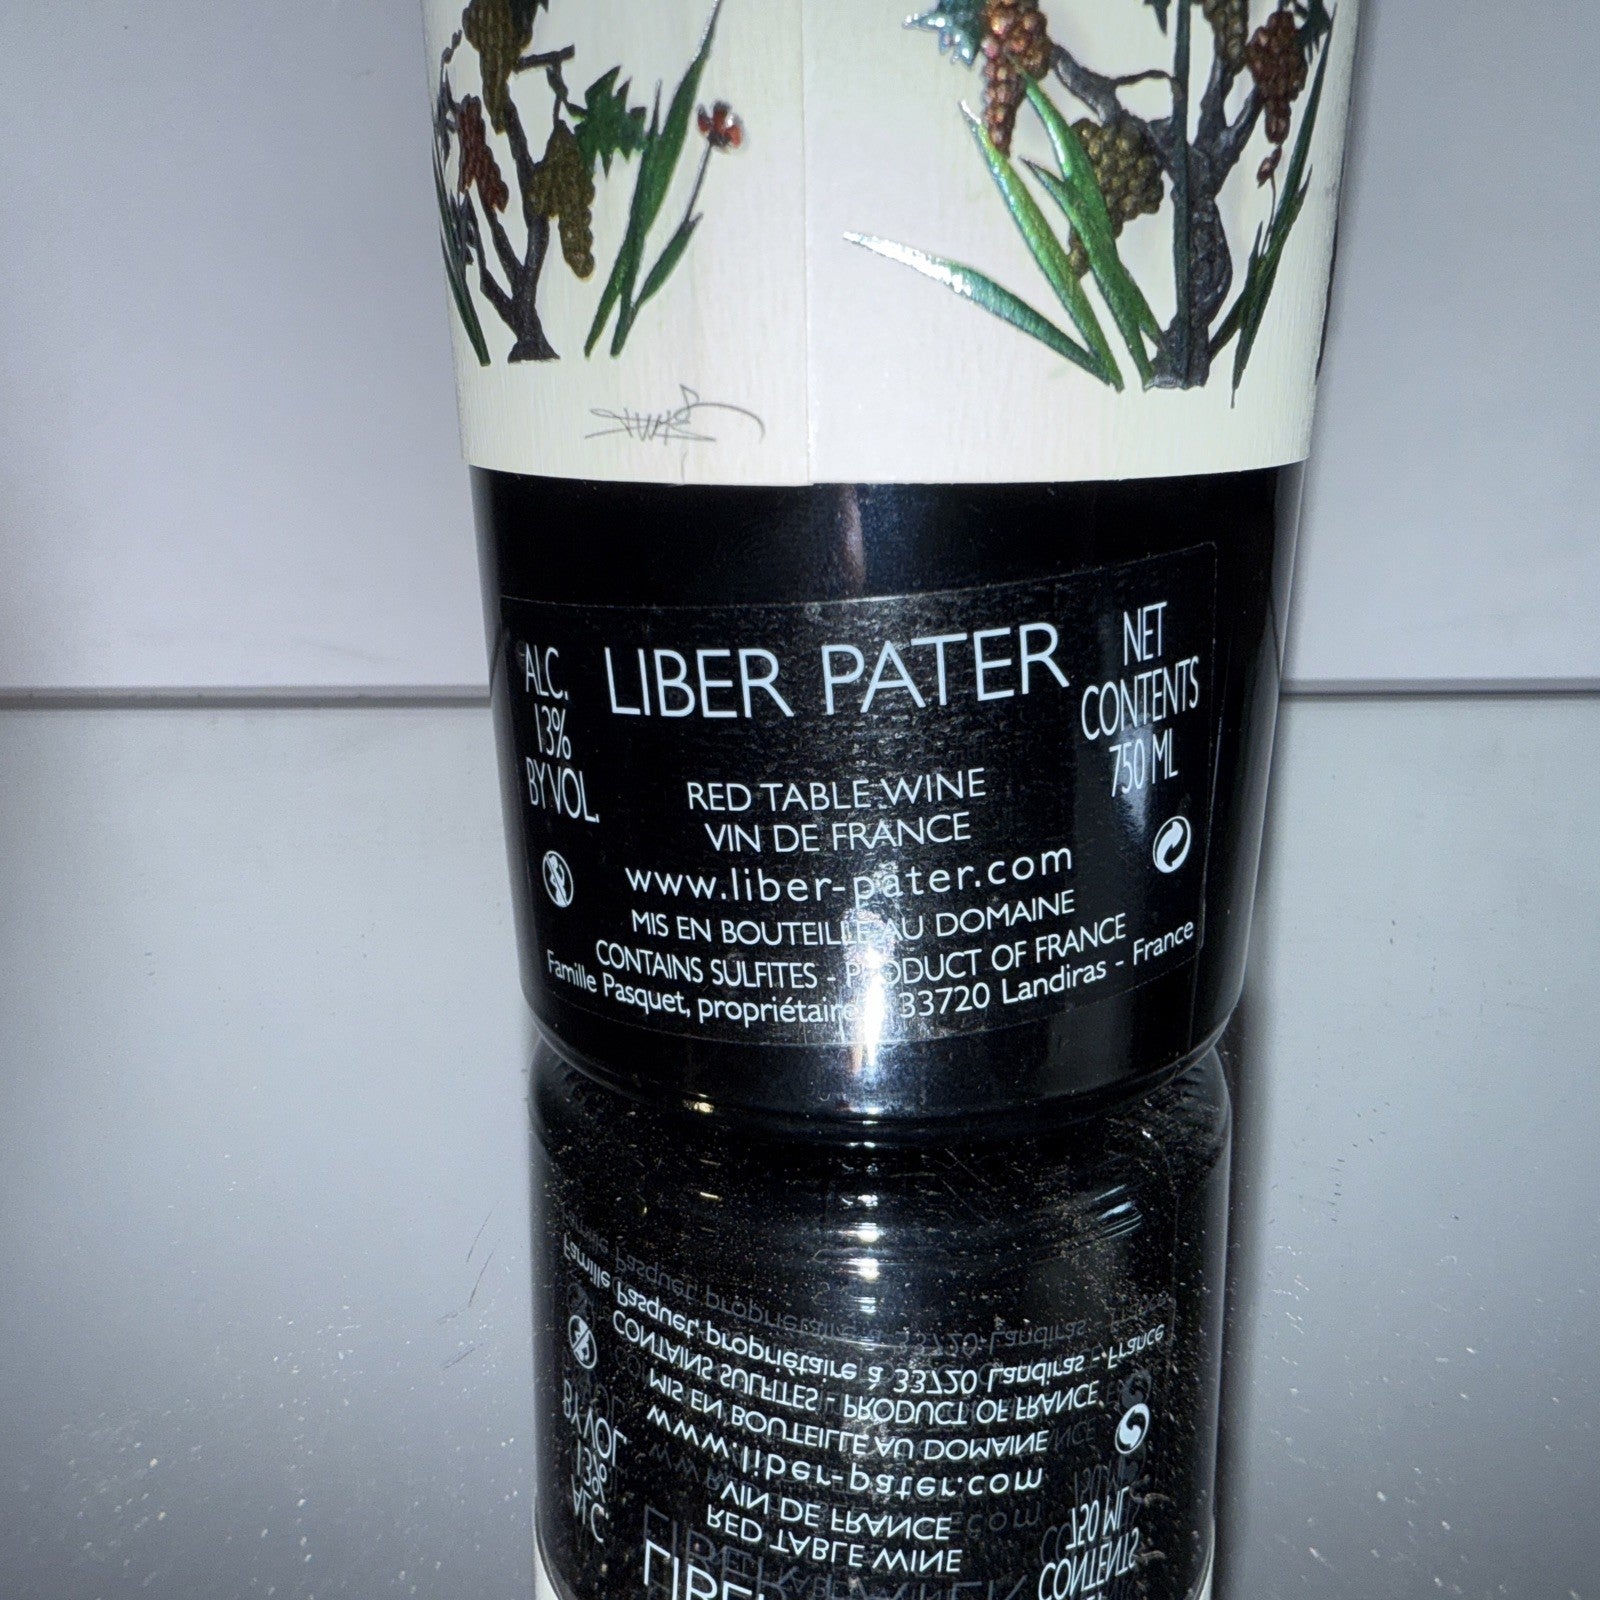 LIBER PATER
ALC.
13%
BY VOL.
NET
CONTENTS
750 ML
RED TABLE WINE
VIN DE FRANCE
www.liber-pater.com
MIS EN BOUTEILLE AU DOMAINE
CONTAINS SULFITES - PRODUCT OF FRANCE
Famille Pasquet, propriétaire à 33720 Landiras - France